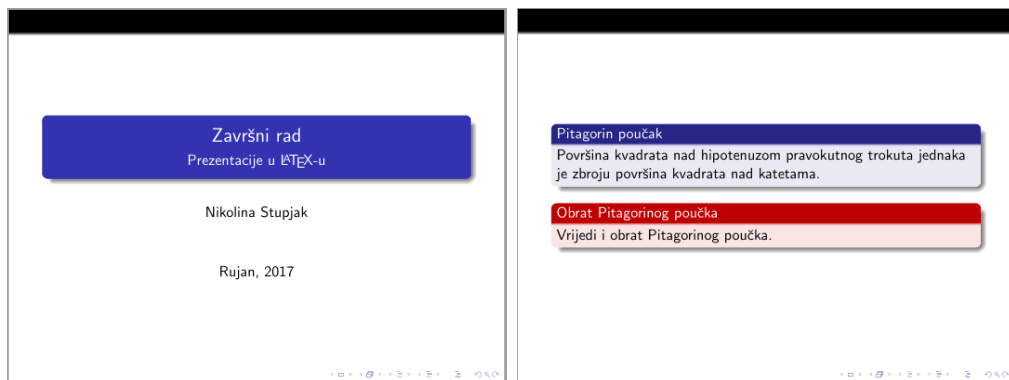 Završni rad
Prezentacije u LATEX-u
Nikolina Stupjak
Rujan, 2017
Pitagorin poučak
Površina kvadrata nad hipotenuzom pravokutnog trokuta jednaka
je zbroju površina kvadrata nad katetama.
Obrat Pitagorinog poučka
Vrijedi i obrat Pitagorinog poučka.